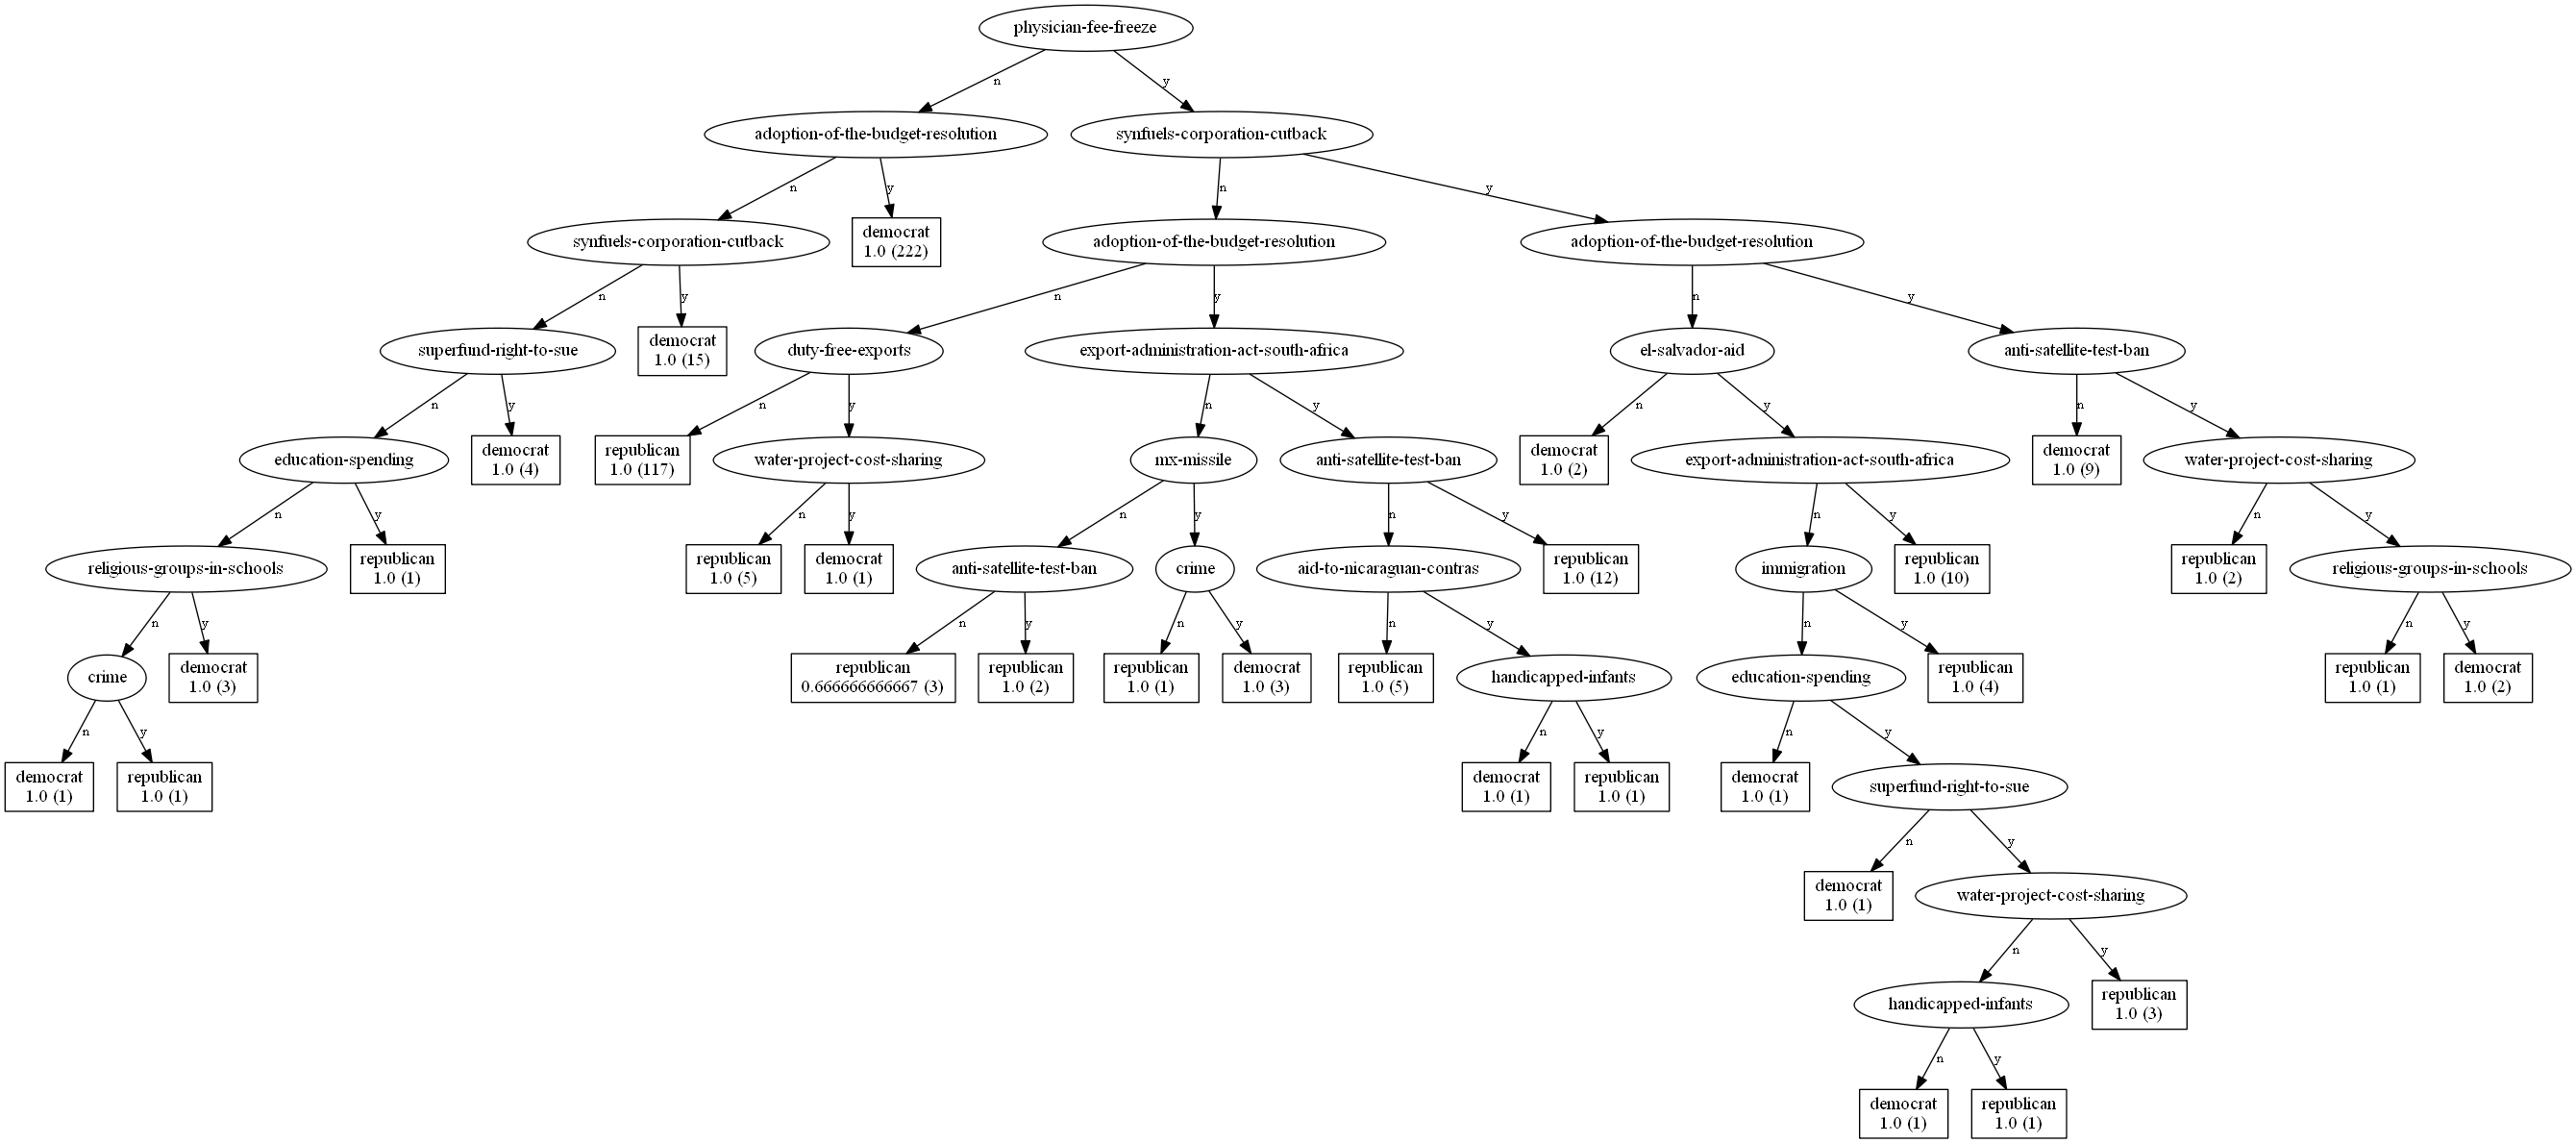 physician-fee-freeze
n
y
adoption-of-the-budget-resolution
synfuels-corporation-cutback
n
y
n
y
synfuels-corporation-cutback
democrat
1.0 (222)
adoption-of-the-budget-resolution
adoption-of-the-budget-resolution
n
y
n
y
n
y
superfund-right-to-sue
democrat
1.0 (15)
duty-free-exports
export-administration-act-south-africa
el-salvador-aid
anti-satellite-test-ban
n
y
n
y
n
y
n
y
n
y
education-spending
democrat
1.0 (4)
republican
1.0 (117)
water-project-cost-sharing
mx-missile
anti-satellite-test-ban
democrat
1.0 (2)
export-administration-act-south-africa
democrat
1.0 (9)
water-project-cost-sharing
n
y
n
y
n
y
n
y
n
y
n
y
religious-groups-in-schools
republican
1.0 (1)
republican
1.0 (5)
democrat
1.0 (1)
anti-satellite-test-ban
crime
aid-to-nicaraguan-contras
republican
1.0 (12)
immigration
republican
1.0 (10)
republican
1.0 (2)
religious-groups-in-schools
n
y
n
y
n
y
n
y
n
y
n
y
crime
democrat
1.0 (3)
republican
0.666666666667 (3)
republican
1.0 (2)
republican
1.0 (1)
democrat
1.0 (3)
republican
1.0 (5)
handicapped-infants
education-spending
republican
1.0 (4)
republican
1.0 (1)
democrat
1.0 (2)
n
y
n
y
n
y
democrat
1.0 (1)
republican
1.0 (1)
democrat
1.0 (1)
republican
1.0 (1)
democrat
1.0 (1)
superfund-right-to-sue
n
y
democrat
1.0 (1)
water-project-cost-sharing
n
y
handicapped-infants
republican
1.0 (3)
n
y
democrat
1.0 (1)
republican
1.0 (1)